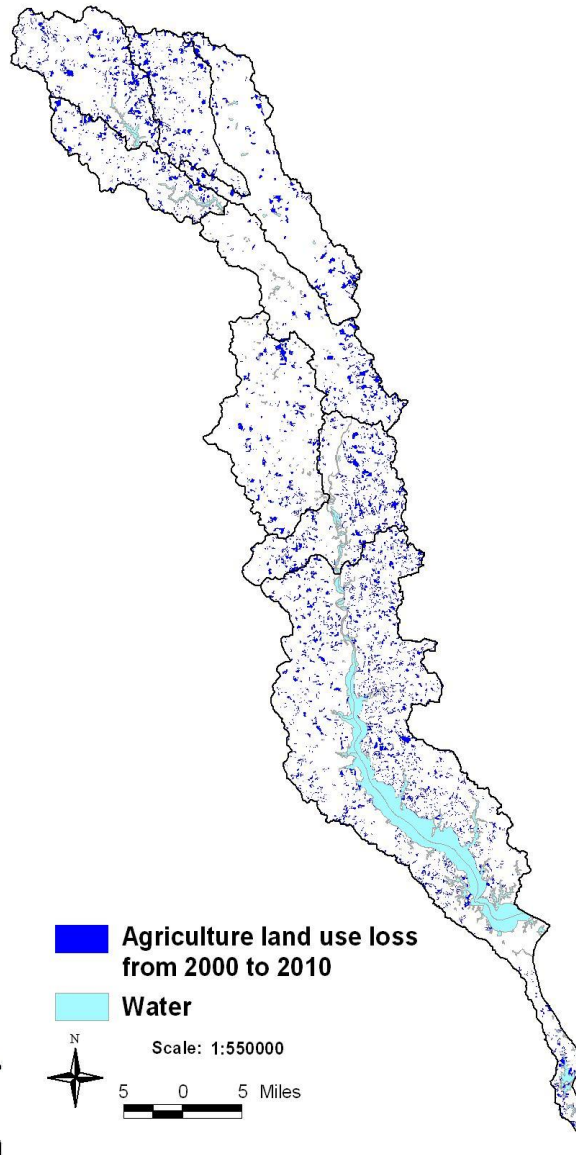 Agriculture land use loss
from 2000 to 2010
Water
N
Scale: 1:550000
5 0 5 Miles